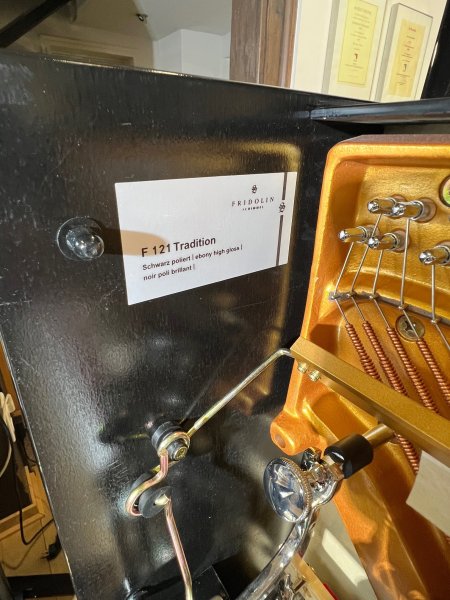 FRIDOLIN
F 121 Tradition
Schwarz poliert | ebony high gloss |
noir poli brillant |